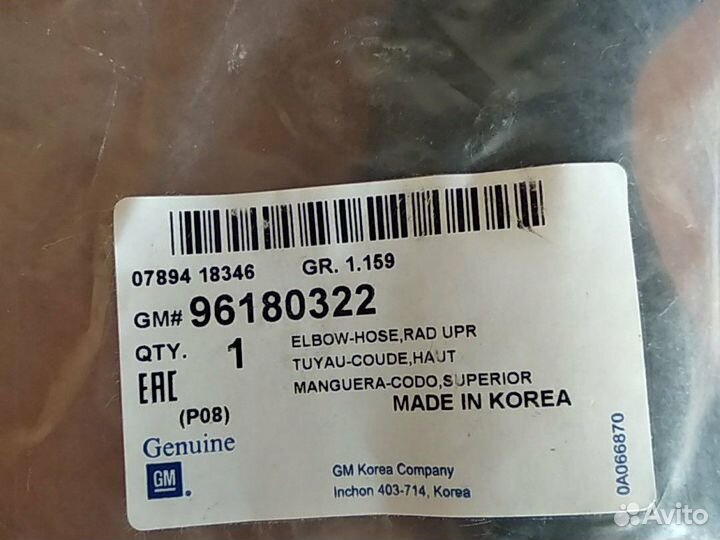 07894 18346 GR. 1.159
GM# 96180322
QTY. 1
ELBOW-HOSE,RAD UPR
TUYAU-COUDE,HAUT
MANGUERA-CODO,SUPERIOR
EAC
(P08)
MADE IN KOREA
Genuine
GM
GM Korea Company
Inchon 403-714, Korea
0A066870
Avito